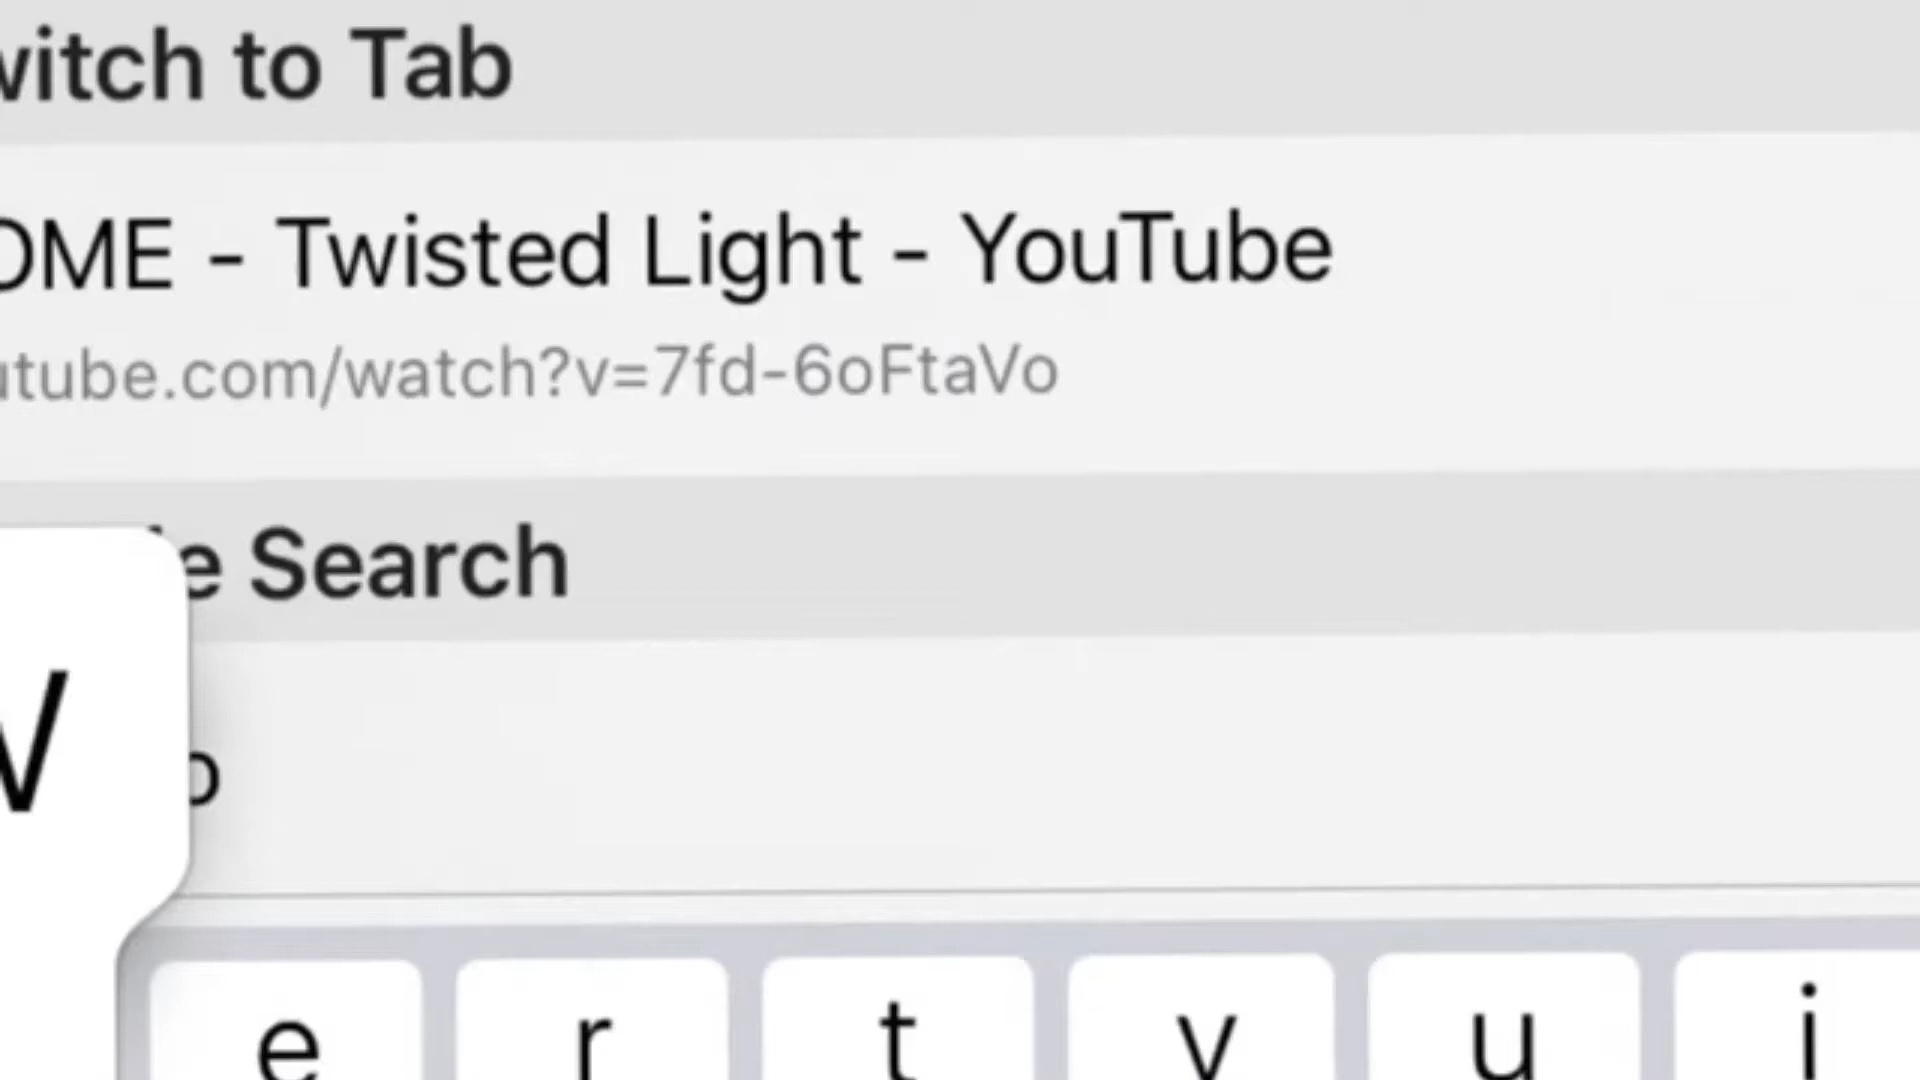 witch to Tab
OME - Twisted Light - YouTube
utube.com/watch?v=7fd-6oFtaVo
e Search
o
w
e r t y u i